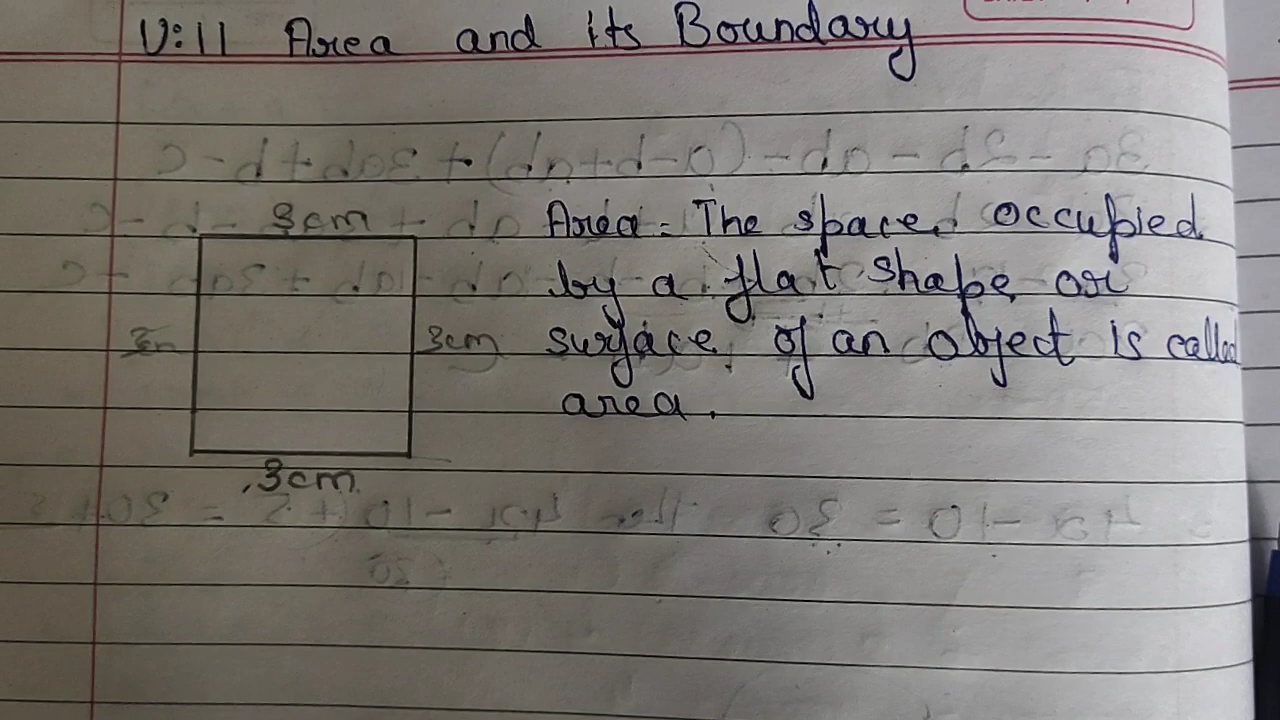 U:11 Area and its Boundary
3cm
Area - The space occupied
by a flat shape or
3cm
surface of an object is called
area.
3cm